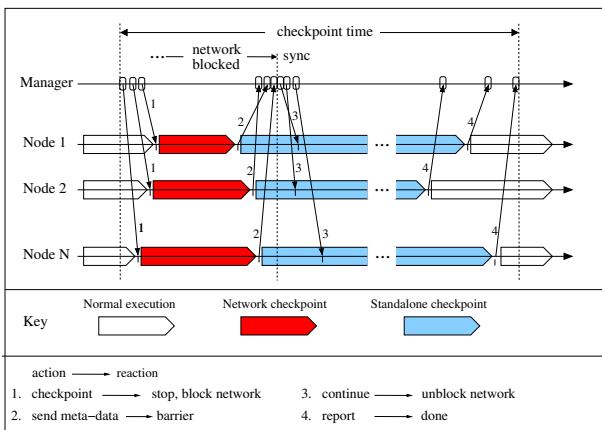 checkpoint time
... network blocked
sync
Manager
1 2 3 4
Node 1
...
1 2 3 4
Node 2
...
1 2 3 4
Node N
...
Key
Normal execution Network checkpoint Standalone checkpoint
action → reaction
1. checkpoint → stop, block network
2. send meta−data → barrier
3. continue → unblock network
4. report → done